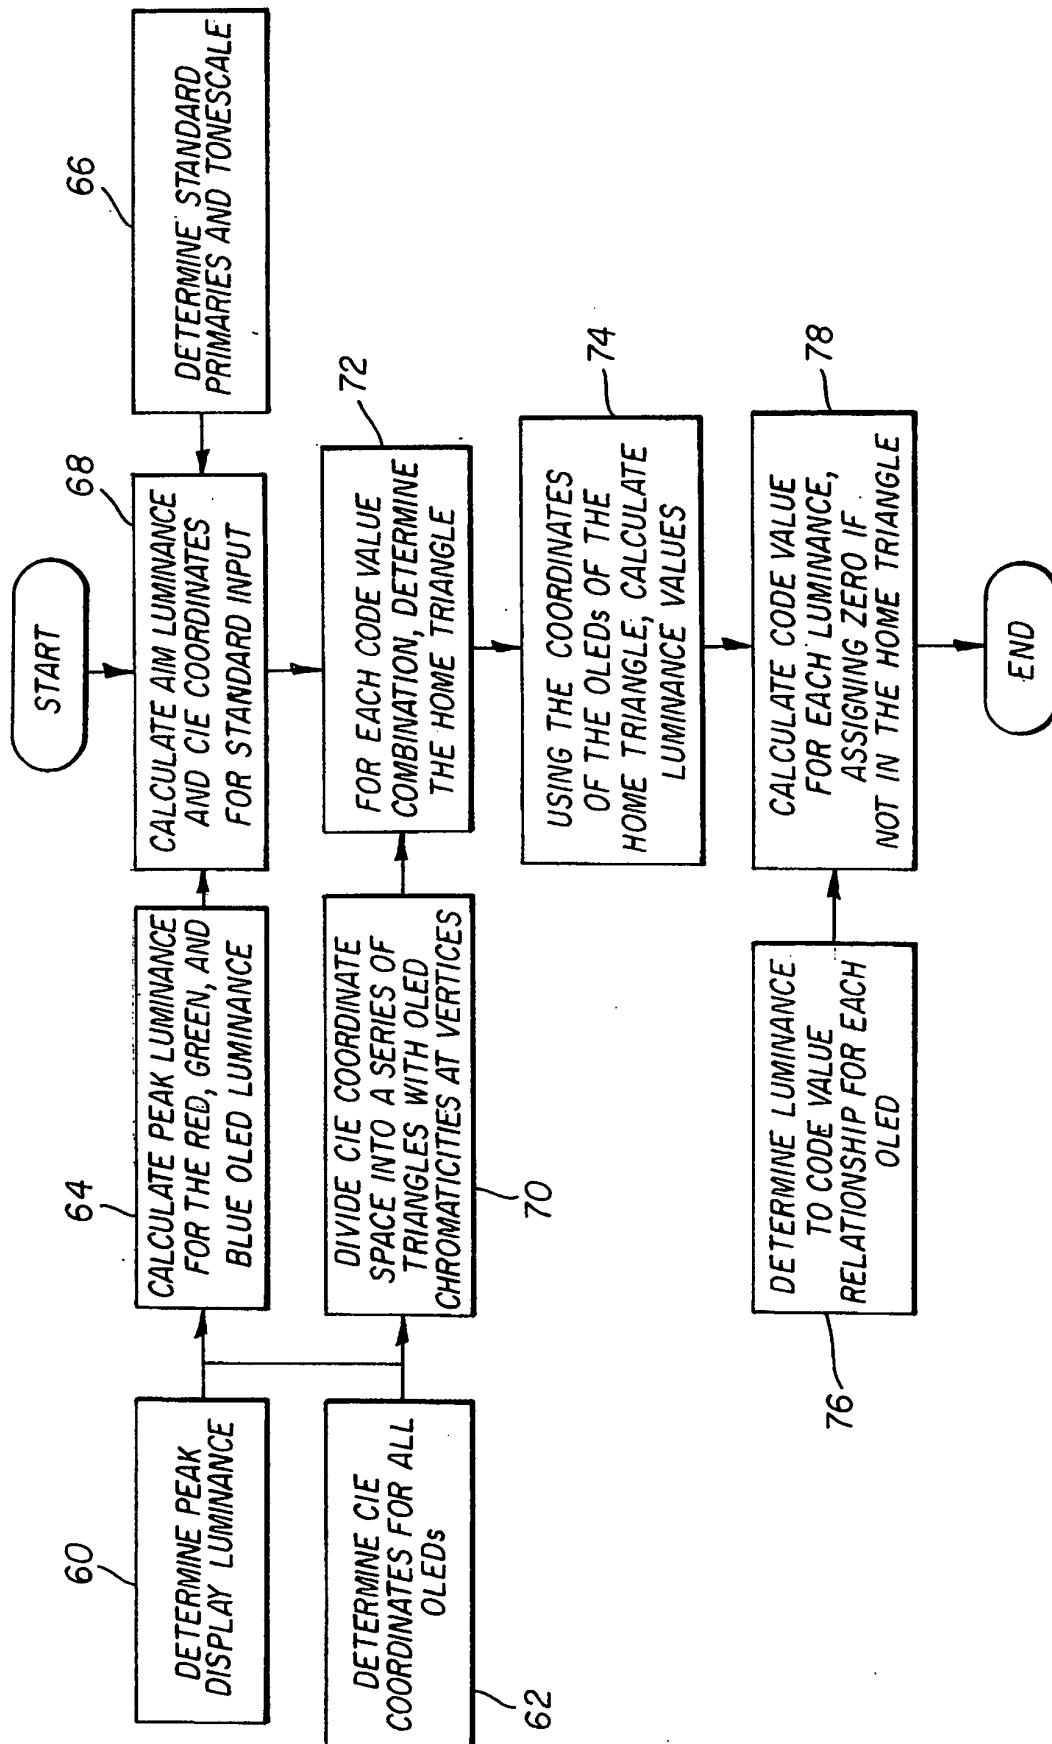 START
66
DETERMINE STANDARD
PRIMARIES AND TONESCALE
68
CALCULATE AIM LUMINANCE
AND CIE COORDINATES
FOR STANDARD INPUT
64
CALCULATE PEAK LUMINANCE
FOR THE RED, GREEN, AND
BLUE OLED LUMINANCE
60
DETERMINE PEAK
DISPLAY LUMINANCE
62
DETERMINE CIE
COORDINATES FOR ALL
OLEDs
70
DIVIDE CIE COORDINATE
SPACE INTO A SERIES OF
TRIANGLES WITH OLED
CHROMATICITIES AT VERTICES
72
FOR EACH CODE VALUE
COMBINATION, DETERMINE
THE HOME TRIANGLE
74
USING THE COORDINATES
OF THE OLEDs OF THE
HOME TRIANGLE, CALCULATE
LUMINANCE VALUES
76
DETERMINE LUMINANCE
TO CODE VALUE
RELATIONSHIP FOR EACH
OLED
78
CALCULATE CODE VALUE
FOR EACH LUMINANCE,
ASSIGNING ZERO IF
NOT IN THE HOME TRIANGLE
END